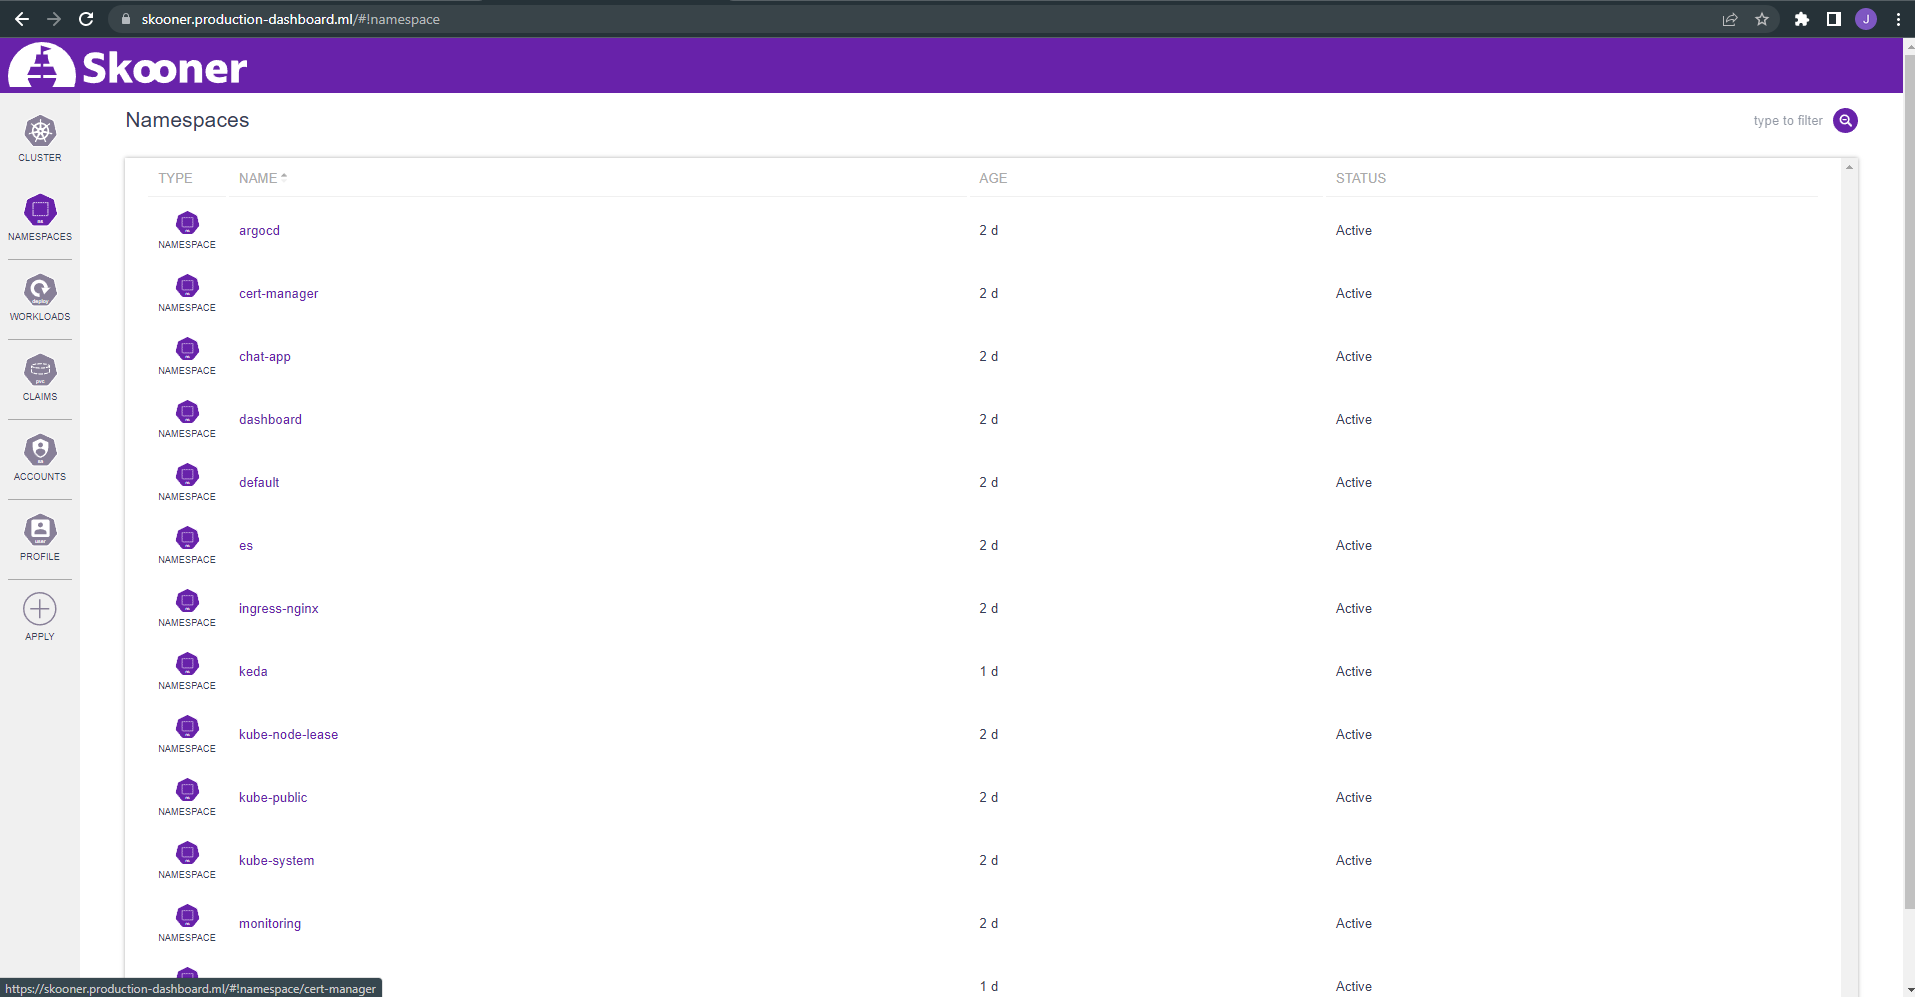 skooner.production-dashboard.ml/#!namespace
J
Skooner
CLUSTER
NAMESPACES
WORKLOADS
CLAIMS
ACCOUNTS
PROFILE
APPLY
Namespaces
type to filter
TYPE NAME AGE STATUS
NAMESPACE argocd 2 d Active
NAMESPACE cert-manager 2 d Active
NAMESPACE chat-app 2 d Active
NAMESPACE dashboard 2 d Active
NAMESPACE default 2 d Active
NAMESPACE es 2 d Active
NAMESPACE ingress-nginx 2 d Active
NAMESPACE keda 1 d Active
NAMESPACE kube-node-lease 2 d Active
NAMESPACE kube-public 2 d Active
NAMESPACE kube-system 2 d Active
NAMESPACE monitoring 2 d Active
1 d Active
https://skooner.production-dashboard.ml/#!namespace/cert-manager